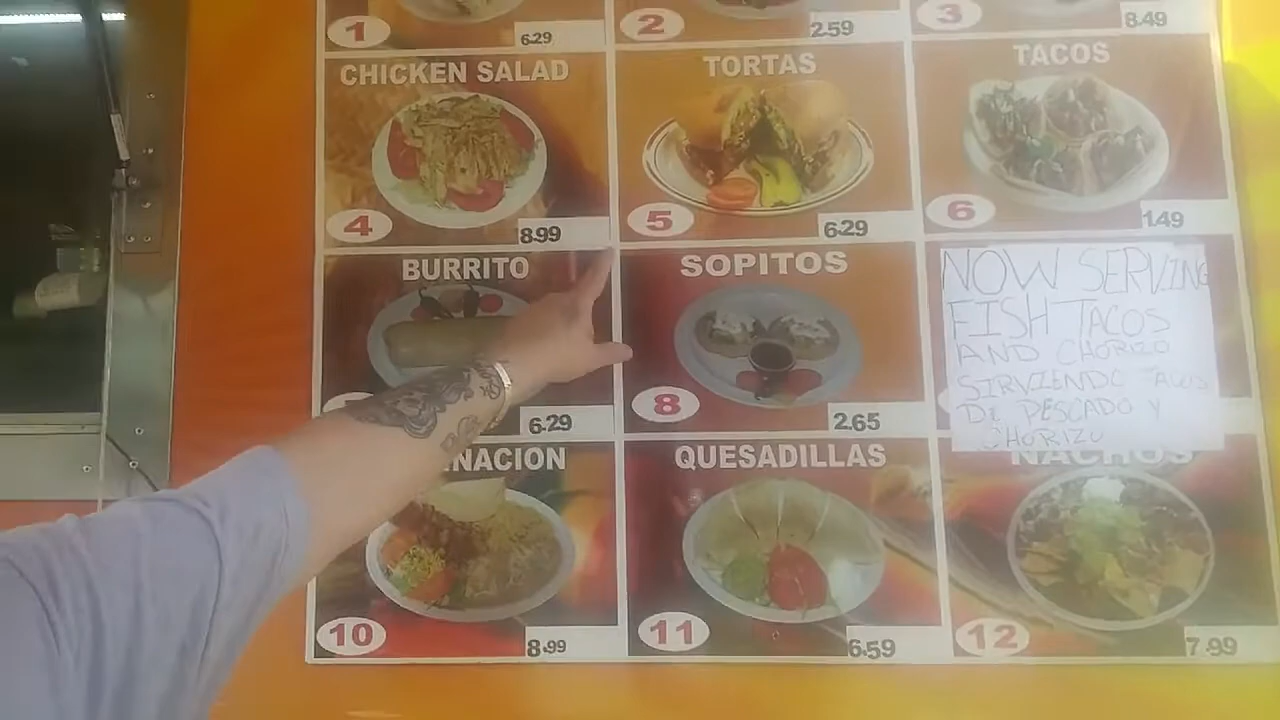 1 6.29
2 2.59
3 8.49
CHICKEN SALAD
4 8.99
TORTAS
5 6.29
TACOS
6 1.49
BURRITO
6.29
SOPITOS
8 2.65
NOW SERVING
FISH TACOS
AND CHORIZO
SIRVIENDO TACOS
DE PESCADO Y
CHORIZO
NACION
10 8.99
QUESADILLAS
11 6.59
NACHOS
12 7.99